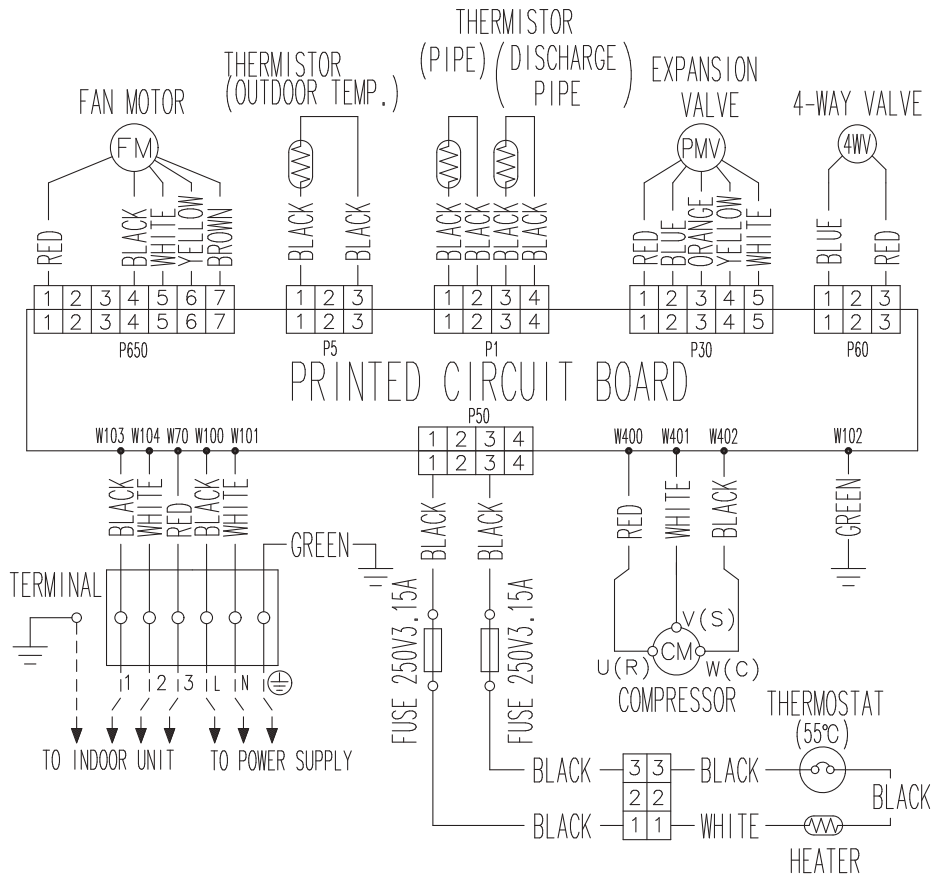 THERMISTOR
(PIPE) (DISCHARGE PIPE)
THERMISTOR
(OUTDOOR TEMP.)
EXPANSION
VALVE
FAN MOTOR
4-WAY VALVE
FM
PMV
4WV
RED BLACK WHITE YELLOW BROWN
BLACK BLACK
BLACK BLACK BLACK BLACK
RED BLUE ORANGE YELLOW WHITE
BLUE RED
1 2 3 4 5 6 7
1 2 3 4 5 6 7
P650
1 2 3
1 2 3
P5
1 2 3 4
1 2 3 4
P1
1 2 3 4 5
1 2 3 4 5
P30
1 2 3
1 2 3
P60
PRINTED CIRCUIT BOARD
P50
1 2 3 4
1 2 3 4
W103 W104 W70 W100 W101
W400 W401 W402
W102
BLACK WHITE RED BLACK WHITE
BLACK BLACK
RED WHITE BLACK
GREEN
GREEN
TERMINAL
1 2 3 L N
TO INDOOR UNIT
TO POWER SUPPLY
FUSE 250V3.15A
FUSE 250V3.15A
V(S)
CM
U(R) W(C)
COMPRESSOR
THERMOSTAT
(55℃)
BLACK 3 3 BLACK
2 2
BLACK
BLACK 1 1 WHITE
HEATER